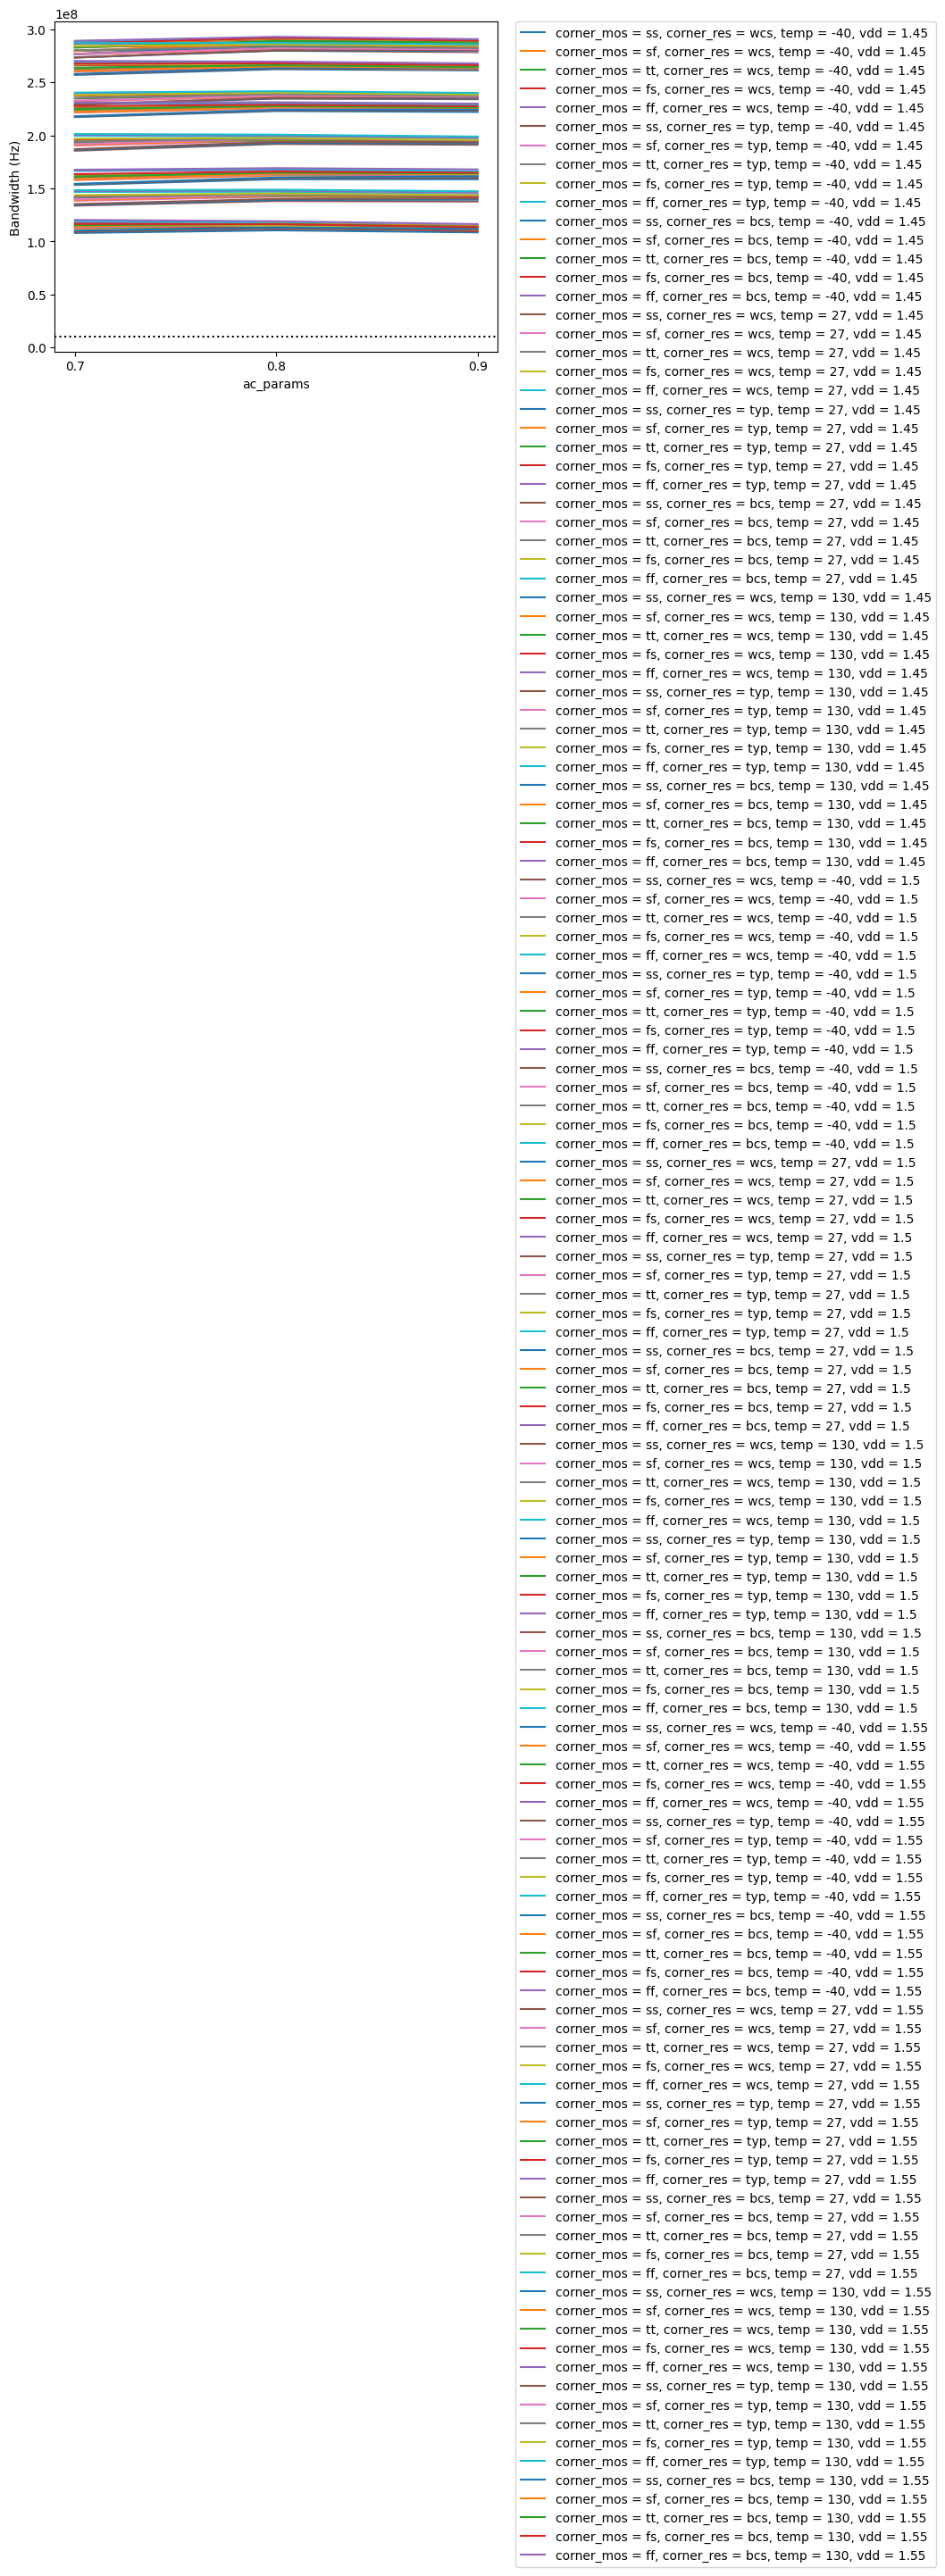 1e8
3.0
2.5
2.0
1.5
1.0
0.5
0.0
Bandwidth (Hz)
0.7
0.8
0.9
ac_params
corner_mos = ss, corner_res = wcs, temp = -40, vdd = 1.45
corner_mos = sf, corner_res = wcs, temp = -40, vdd = 1.45
corner_mos = tt, corner_res = wcs, temp = -40, vdd = 1.45
corner_mos = fs, corner_res = wcs, temp = -40, vdd = 1.45
corner_mos = ff, corner_res = wcs, temp = -40, vdd = 1.45
corner_mos = ss, corner_res = typ, temp = -40, vdd = 1.45
corner_mos = sf, corner_res = typ, temp = -40, vdd = 1.45
corner_mos = tt, corner_res = typ, temp = -40, vdd = 1.45
corner_mos = fs, corner_res = typ, temp = -40, vdd = 1.45
corner_mos = ff, corner_res = typ, temp = -40, vdd = 1.45
corner_mos = ss, corner_res = bcs, temp = -40, vdd = 1.45
corner_mos = sf, corner_res = bcs, temp = -40, vdd = 1.45
corner_mos = tt, corner_res = bcs, temp = -40, vdd = 1.45
corner_mos = fs, corner_res = bcs, temp = -40, vdd = 1.45
corner_mos = ff, corner_res = bcs, temp = -40, vdd = 1.45
corner_mos = ss, corner_res = wcs, temp = 27, vdd = 1.45
corner_mos = sf, corner_res = wcs, temp = 27, vdd = 1.45
corner_mos = tt, corner_res = wcs, temp = 27, vdd = 1.45
corner_mos = fs, corner_res = wcs, temp = 27, vdd = 1.45
corner_mos = ff, corner_res = wcs, temp = 27, vdd = 1.45
corner_mos = ss, corner_res = typ, temp = 27, vdd = 1.45
corner_mos = sf, corner_res = typ, temp = 27, vdd = 1.45
corner_mos = tt, corner_res = typ, temp = 27, vdd = 1.45
corner_mos = fs, corner_res = typ, temp = 27, vdd = 1.45
corner_mos = ff, corner_res = typ, temp = 27, vdd = 1.45
corner_mos = ss, corner_res = bcs, temp = 27, vdd = 1.45
corner_mos = sf, corner_res = bcs, temp = 27, vdd = 1.45
corner_mos = tt, corner_res = bcs, temp = 27, vdd = 1.45
corner_mos = fs, corner_res = bcs, temp = 27, vdd = 1.45
corner_mos = ff, corner_res = bcs, temp = 27, vdd = 1.45
corner_mos = ss, corner_res = wcs, temp = 130, vdd = 1.45
corner_mos = sf, corner_res = wcs, temp = 130, vdd = 1.45
corner_mos = tt, corner_res = wcs, temp = 130, vdd = 1.45
corner_mos = fs, corner_res = wcs, temp = 130, vdd = 1.45
corner_mos = ff, corner_res = wcs, temp = 130, vdd = 1.45
corner_mos = ss, corner_res = typ, temp = 130, vdd = 1.45
corner_mos = sf, corner_res = typ, temp = 130, vdd = 1.45
corner_mos = tt, corner_res = typ, temp = 130, vdd = 1.45
corner_mos = fs, corner_res = typ, temp = 130, vdd = 1.45
corner_mos = ff, corner_res = typ, temp = 130, vdd = 1.45
corner_mos = ss, corner_res = bcs, temp = 130, vdd = 1.45
corner_mos = sf, corner_res = bcs, temp = 130, vdd = 1.45
corner_mos = tt, corner_res = bcs, temp = 130, vdd = 1.45
corner_mos = fs, corner_res = bcs, temp = 130, vdd = 1.45
corner_mos = ff, corner_res = bcs, temp = 130, vdd = 1.45
corner_mos = ss, corner_res = wcs, temp = -40, vdd = 1.5
corner_mos = sf, corner_res = wcs, temp = -40, vdd = 1.5
corner_mos = tt, corner_res = wcs, temp = -40, vdd = 1.5
corner_mos = fs, corner_res = wcs, temp = -40, vdd = 1.5
corner_mos = ff, corner_res = wcs, temp = -40, vdd = 1.5
corner_mos = ss, corner_res = typ, temp = -40, vdd = 1.5
corner_mos = sf, corner_res = typ, temp = -40, vdd = 1.5
corner_mos = tt, corner_res = typ, temp = -40, vdd = 1.5
corner_mos = fs, corner_res = typ, temp = -40, vdd = 1.5
corner_mos = ff, corner_res = typ, temp = -40, vdd = 1.5
corner_mos = ss, corner_res = bcs, temp = -40, vdd = 1.5
corner_mos = sf, corner_res = bcs, temp = -40, vdd = 1.5
corner_mos = tt, corner_res = bcs, temp = -40, vdd = 1.5
corner_mos = fs, corner_res = bcs, temp = -40, vdd = 1.5
corner_mos = ff, corner_res = bcs, temp = -40, vdd = 1.5
corner_mos = ss, corner_res = wcs, temp = 27, vdd = 1.5
corner_mos = sf, corner_res = wcs, temp = 27, vdd = 1.5
corner_mos = tt, corner_res = wcs, temp = 27, vdd = 1.5
corner_mos = fs, corner_res = wcs, temp = 27, vdd = 1.5
corner_mos = ff, corner_res = wcs, temp = 27, vdd = 1.5
corner_mos = ss, corner_res = typ, temp = 27, vdd = 1.5
corner_mos = sf, corner_res = typ, temp = 27, vdd = 1.5
corner_mos = tt, corner_res = typ, temp = 27, vdd = 1.5
corner_mos = fs, corner_res = typ, temp = 27, vdd = 1.5
corner_mos = ff, corner_res = typ, temp = 27, vdd = 1.5
corner_mos = ss, corner_res = bcs, temp = 27, vdd = 1.5
corner_mos = sf, corner_res = bcs, temp = 27, vdd = 1.5
corner_mos = tt, corner_res = bcs, temp = 27, vdd = 1.5
corner_mos = fs, corner_res = bcs, temp = 27, vdd = 1.5
corner_mos = ff, corner_res = bcs, temp = 27, vdd = 1.5
corner_mos = ss, corner_res = wcs, temp = 130, vdd = 1.5
corner_mos = sf, corner_res = wcs, temp = 130, vdd = 1.5
corner_mos = tt, corner_res = wcs, temp = 130, vdd = 1.5
corner_mos = fs, corner_res = wcs, temp = 130, vdd = 1.5
corner_mos = ff, corner_res = wcs, temp = 130, vdd = 1.5
corner_mos = ss, corner_res = typ, temp = 130, vdd = 1.5
corner_mos = sf, corner_res = typ, temp = 130, vdd = 1.5
corner_mos = tt, corner_res = typ, temp = 130, vdd = 1.5
corner_mos = fs, corner_res = typ, temp = 130, vdd = 1.5
corner_mos = ff, corner_res = typ, temp = 130, vdd = 1.5
corner_mos = ss, corner_res = bcs, temp = 130, vdd = 1.5
corner_mos = sf, corner_res = bcs, temp = 130, vdd = 1.5
corner_mos = tt, corner_res = bcs, temp = 130, vdd = 1.5
corner_mos = fs, corner_res = bcs, temp = 130, vdd = 1.5
corner_mos = ff, corner_res = bcs, temp = 130, vdd = 1.5
corner_mos = ss, corner_res = wcs, temp = -40, vdd = 1.55
corner_mos = sf, corner_res = wcs, temp = -40, vdd = 1.55
corner_mos = tt, corner_res = wcs, temp = -40, vdd = 1.55
corner_mos = fs, corner_res = wcs, temp = -40, vdd = 1.55
corner_mos = ff, corner_res = wcs, temp = -40, vdd = 1.55
corner_mos = ss, corner_res = typ, temp = -40, vdd = 1.55
corner_mos = sf, corner_res = typ, temp = -40, vdd = 1.55
corner_mos = tt, corner_res = typ, temp = -40, vdd = 1.55
corner_mos = fs, corner_res = typ, temp = -40, vdd = 1.55
corner_mos = ff, corner_res = typ, temp = -40, vdd = 1.55
corner_mos = ss, corner_res = bcs, temp = -40, vdd = 1.55
corner_mos = sf, corner_res = bcs, temp = -40, vdd = 1.55
corner_mos = tt, corner_res = bcs, temp = -40, vdd = 1.55
corner_mos = fs, corner_res = bcs, temp = -40, vdd = 1.55
corner_mos = ff, corner_res = bcs, temp = -40, vdd = 1.55
corner_mos = ss, corner_res = wcs, temp = 27, vdd = 1.55
corner_mos = sf, corner_res = wcs, temp = 27, vdd = 1.55
corner_mos = tt, corner_res = wcs, temp = 27, vdd = 1.55
corner_mos = fs, corner_res = wcs, temp = 27, vdd = 1.55
corner_mos = ff, corner_res = wcs, temp = 27, vdd = 1.55
corner_mos = ss, corner_res = typ, temp = 27, vdd = 1.55
corner_mos = sf, corner_res = typ, temp = 27, vdd = 1.55
corner_mos = tt, corner_res = typ, temp = 27, vdd = 1.55
corner_mos = fs, corner_res = typ, temp = 27, vdd = 1.55
corner_mos = ff, corner_res = typ, temp = 27, vdd = 1.55
corner_mos = ss, corner_res = bcs, temp = 27, vdd = 1.55
corner_mos = sf, corner_res = bcs, temp = 27, vdd = 1.55
corner_mos = tt, corner_res = bcs, temp = 27, vdd = 1.55
corner_mos = fs, corner_res = bcs, temp = 27, vdd = 1.55
corner_mos = ff, corner_res = bcs, temp = 27, vdd = 1.55
corner_mos = ss, corner_res = wcs, temp = 130, vdd = 1.55
corner_mos = sf, corner_res = wcs, temp = 130, vdd = 1.55
corner_mos = tt, corner_res = wcs, temp = 130, vdd = 1.55
corner_mos = fs, corner_res = wcs, temp = 130, vdd = 1.55
corner_mos = ff, corner_res = wcs, temp = 130, vdd = 1.55
corner_mos = ss, corner_res = typ, temp = 130, vdd = 1.55
corner_mos = sf, corner_res = typ, temp = 130, vdd = 1.55
corner_mos = tt, corner_res = typ, temp = 130, vdd = 1.55
corner_mos = fs, corner_res = typ, temp = 130, vdd = 1.55
corner_mos = ff, corner_res = typ, temp = 130, vdd = 1.55
corner_mos = ss, corner_res = bcs, temp = 130, vdd = 1.55
corner_mos = sf, corner_res = bcs, temp = 130, vdd = 1.55
corner_mos = tt, corner_res = bcs, temp = 130, vdd = 1.55
corner_mos = fs, corner_res = bcs, temp = 130, vdd = 1.55
corner_mos = ff, corner_res = bcs, temp = 130, vdd = 1.55